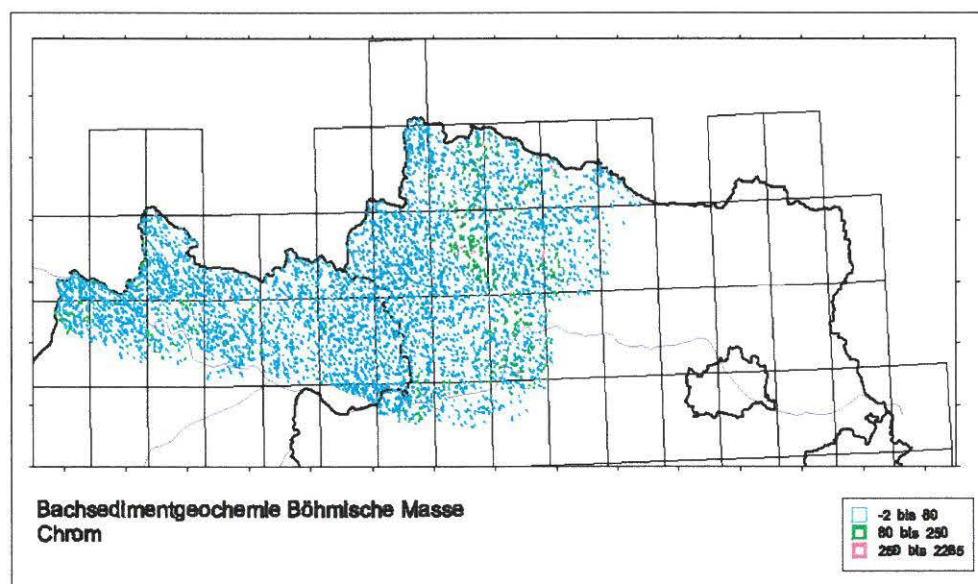 Bachsedimentgeochemie Böhmische Masse
Chrom
-2 bis 80
80 bis 250
250 bis 2265